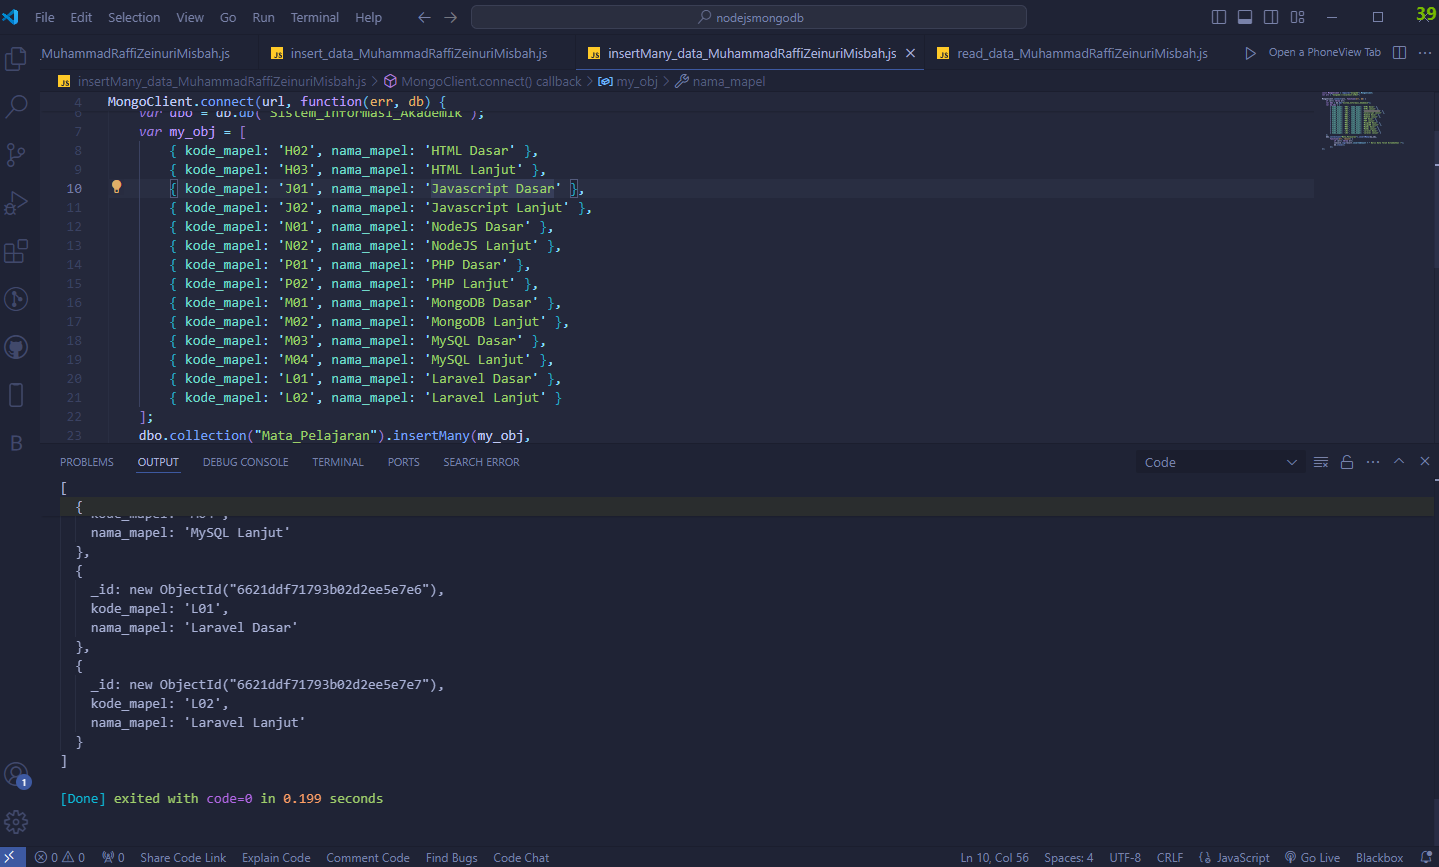 File Edit Selection View Go Run Terminal Help
nodejsmongodb
39
MuhammadRaffiZeinuriMisbah.js
JS insert_data_MuhammadRaffiZeinuriMisbah.js
JS insertMany_data_MuhammadRaffiZeinuriMisbah.js
JS read_data_MuhammadRaffiZeinuriMisbah.js
Open a PhoneView Tab
JS insertMany_data_MuhammadRaffiZeinuriMisbah.js > MongoClient.connect() callback > my_obj > nama_mapel
4 MongoClient.connect(url, function(err, db) {
6 var dbo = db.db("Sistem_Informasi_Akademik");
7 var my_obj = [
8 { kode_mapel: 'H02', nama_mapel: 'HTML Dasar' },
9 { kode_mapel: 'H03', nama_mapel: 'HTML Lanjut' },
10 { kode_mapel: 'J01', nama_mapel: 'Javascript Dasar' },
11 { kode_mapel: 'J02', nama_mapel: 'Javascript Lanjut' },
12 { kode_mapel: 'N01', nama_mapel: 'NodeJS Dasar' },
13 { kode_mapel: 'N02', nama_mapel: 'NodeJS Lanjut' },
14 { kode_mapel: 'P01', nama_mapel: 'PHP Dasar' },
15 { kode_mapel: 'P02', nama_mapel: 'PHP Lanjut' },
16 { kode_mapel: 'M01', nama_mapel: 'MongoDB Dasar' },
17 { kode_mapel: 'M02', nama_mapel: 'MongoDB Lanjut' },
18 { kode_mapel: 'M03', nama_mapel: 'MySQL Dasar' },
19 { kode_mapel: 'M04', nama_mapel: 'MySQL Lanjut' },
20 { kode_mapel: 'L01', nama_mapel: 'Laravel Dasar' },
21 { kode_mapel: 'L02', nama_mapel: 'Laravel Lanjut' }
22 ];
23 dbo.collection("Mata_Pelajaran").insertMany(my_obj,
B
PROBLEMS OUTPUT DEBUG CONSOLE TERMINAL PORTS SEARCH ERROR
Code
[
{
kode_mapel: 'M04',
nama_mapel: 'MySQL Lanjut'
},
{
_id: new ObjectId("6621ddf71793b02d2ee5e7e6"),
kode_mapel: 'L01',
nama_mapel: 'Laravel Dasar'
},
{
_id: new ObjectId("6621ddf71793b02d2ee5e7e7"),
kode_mapel: 'L02',
nama_mapel: 'Laravel Lanjut'
}
]
1
[Done] exited with code=0 in 0.199 seconds
0 0 0 Share Code Link Explain Code Comment Code Find Bugs Code Chat
Ln 10, Col 56 Spaces: 4 UTF-8 CRLF {} JavaScript Go Live Blackbox